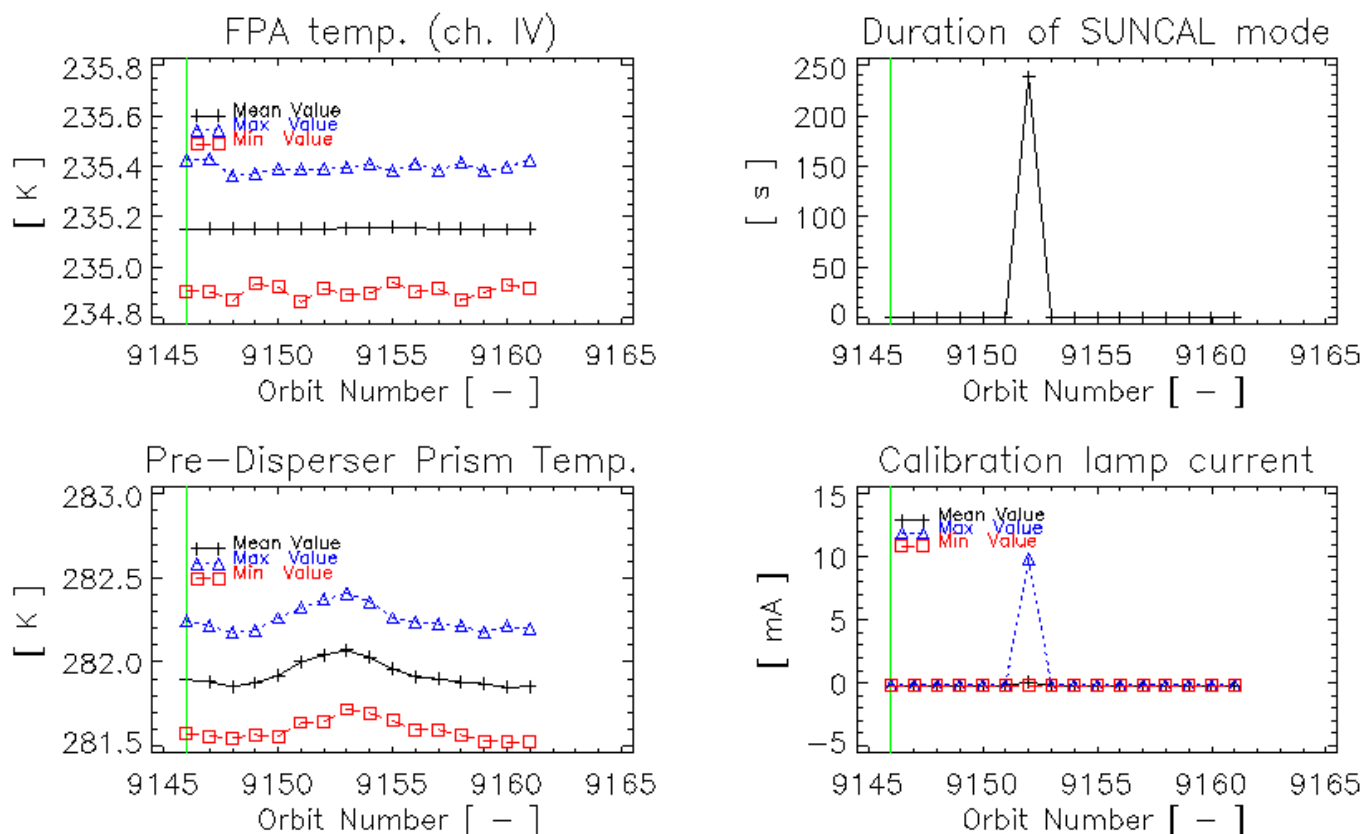 FPA temp. (ch. IV)
235.8
235.6
235.4
235.2
235.0
234.8
[ K ]
Mean Value
Max Value
Min Value
9145 9150 9155 9160 9165
Orbit Number [ − ]
Duration of SUNCAL mode
250
200
150
100
50
0
[ s ]
9145 9150 9155 9160 9165
Orbit Number [ − ]
Pre−Disperser Prism Temp.
283.0
282.5
282.0
281.5
[ K ]
Mean Value
Max Value
Min Value
9145 9150 9155 9160 9165
Orbit Number [ − ]
Calibration lamp current
15
10
5
0
−5
[ mA ]
Mean Value
Max Value
Min Value
9145 9150 9155 9160 9165
Orbit Number [ − ]